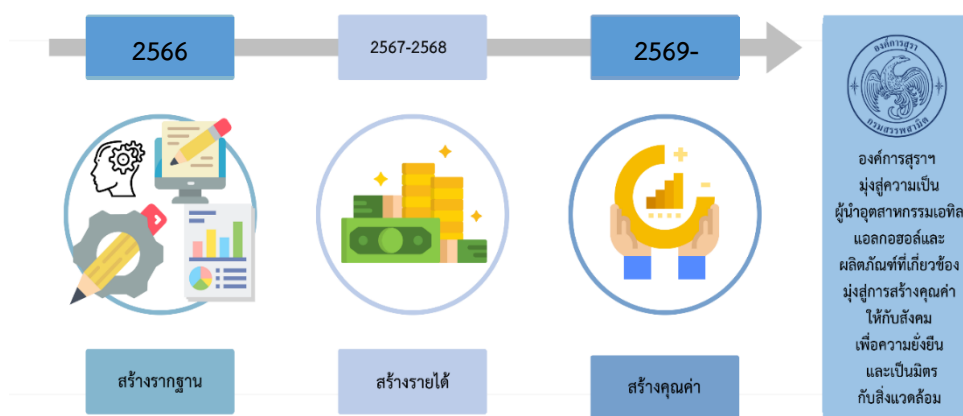 2566
2567-2568
2569-
สร้างรากฐาน
สร้างรายได้
สร้างคุณค่า
องค์การสุรา
กรมสรรพสามิต
องค์การสุราฯ
มุ่งสู่ความเป็น
ผู้นำอุตสาหกรรมเอทิล
แอลกอฮอล์และ
ผลิตภัณฑ์ที่เกี่ยวข้อง
มุ่งสู่การสร้างคุณค่า
ให้กับสังคม
เพื่อความยั่งยืน
และเป็นมิตร
กับสิ่งแวดล้อม